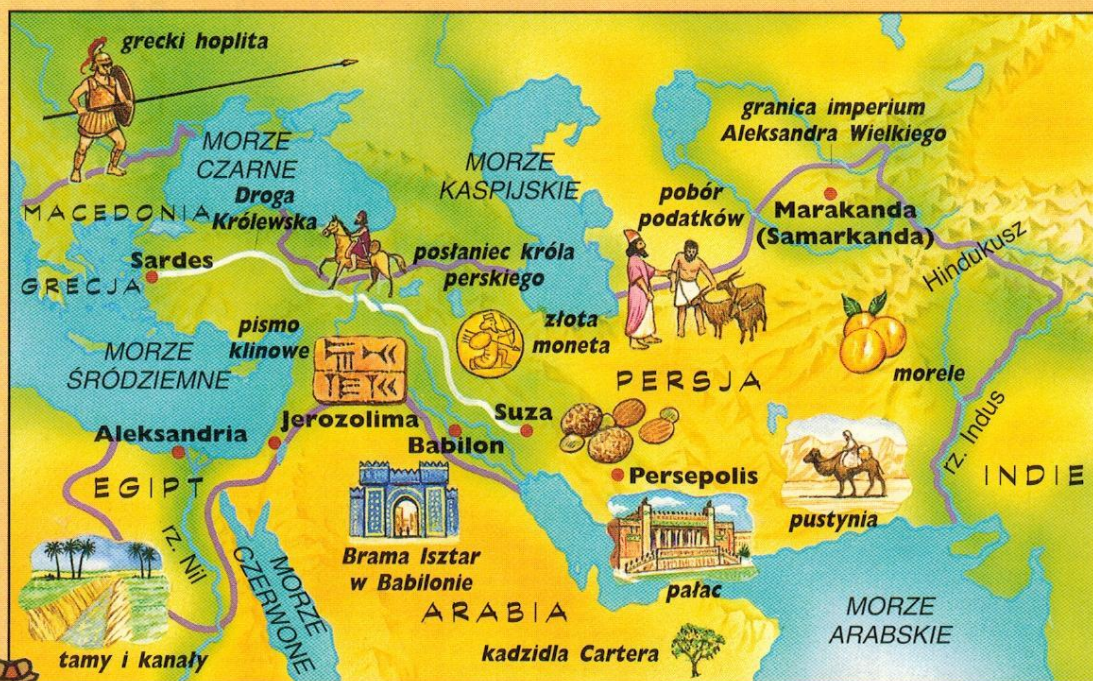 grecki hoplita
MORZE
CZARNE
MORZE
KASPIJSKIE
granica imperium
Aleksandra Wielkiego
MACEDONIA
Droga
Królewska
pobór
podatków
Marakanda
(Samarkanda)
GRECJA
Sardes
posłaniec króla
perskiego
Hindukusz
pismo
klinowe
złota
moneta
MORZE
ŚRÓDZIEMNE
PERSJA
morele
Aleksandria
Jerozolima
Babilon
Suza
rz. Indus
EGIPT
Persepolis
INDIE
rz. Nil
MORZE
CZERWONE
Brama Isztar
w Babilonie
pustynia
pałac
ARABIA
MORZE
ARABSKIE
tamy i kanały
kadzidla Cartera